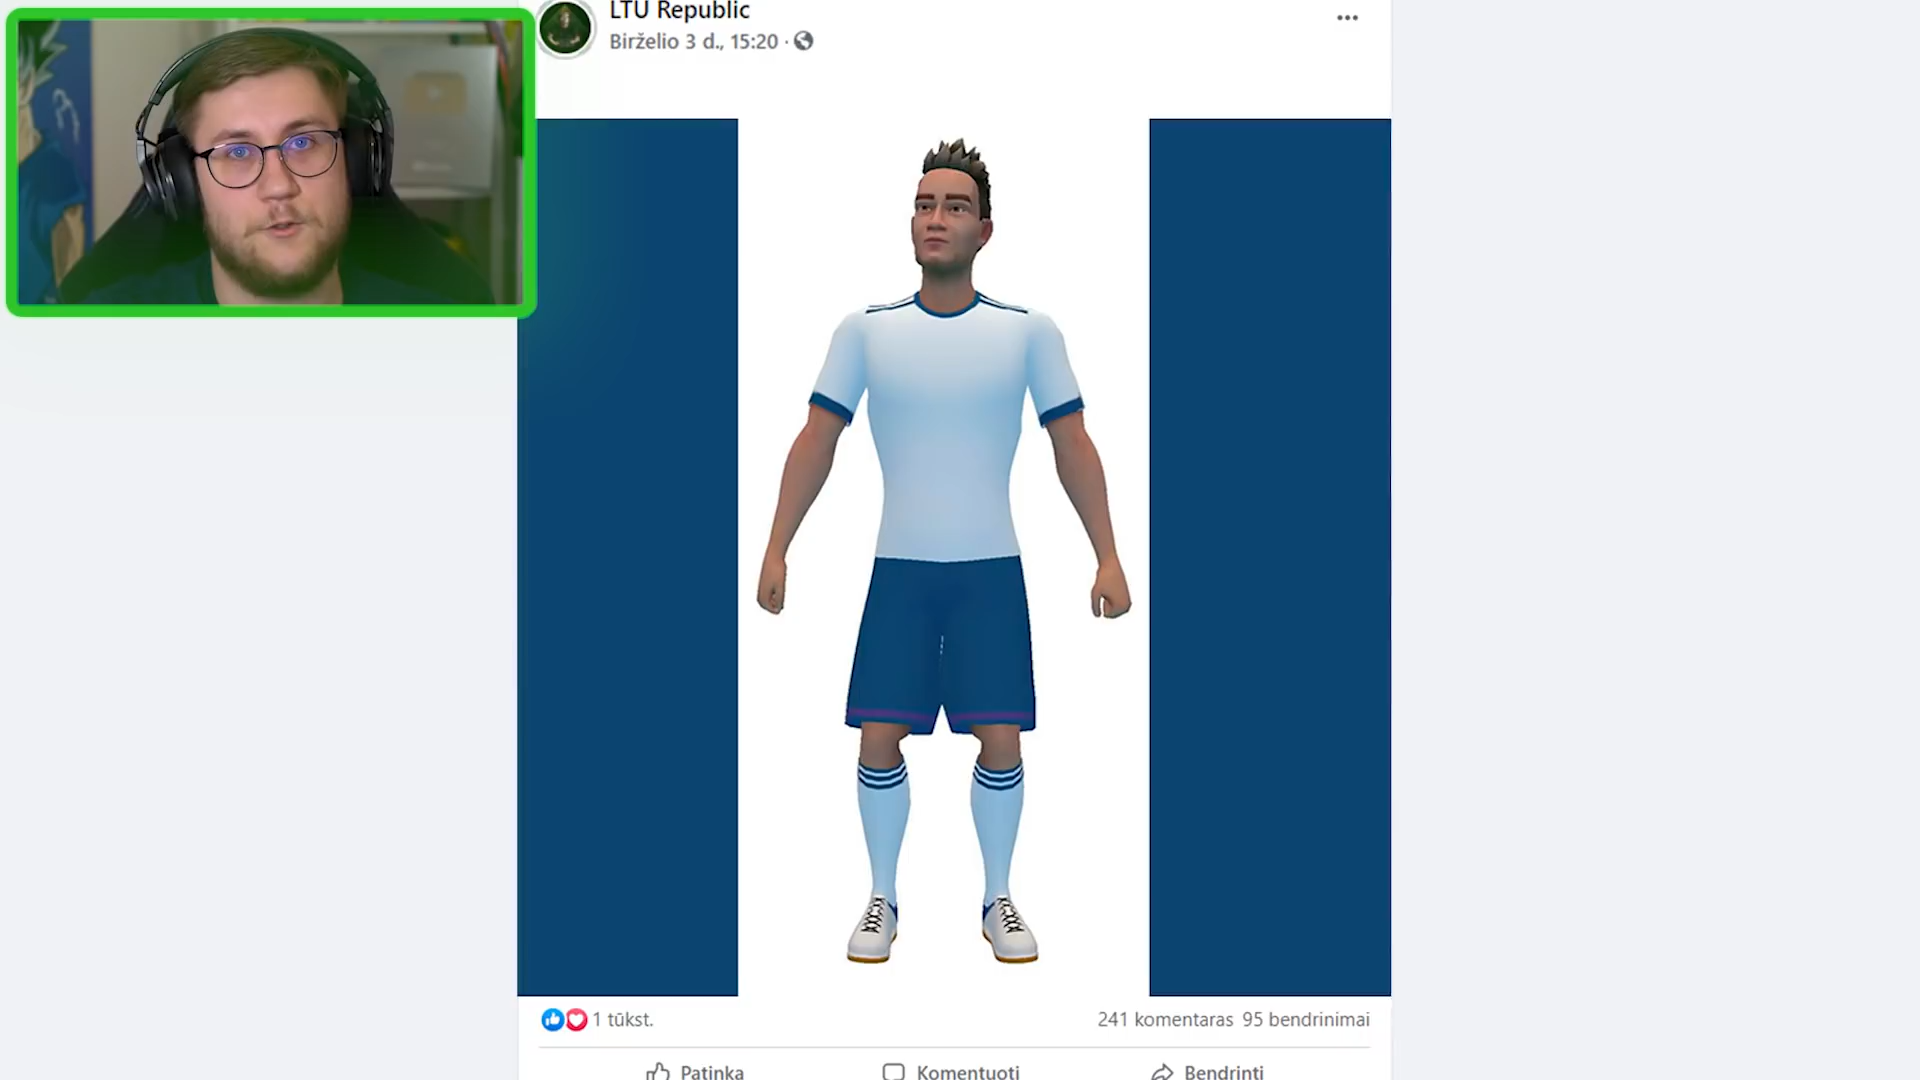 LTU Republic
Birželio 3 d., 15:20 ·
1 tūkst.
241 komentaras 95 bendrinimai
Patinka
Komentuoti
Bendrinti